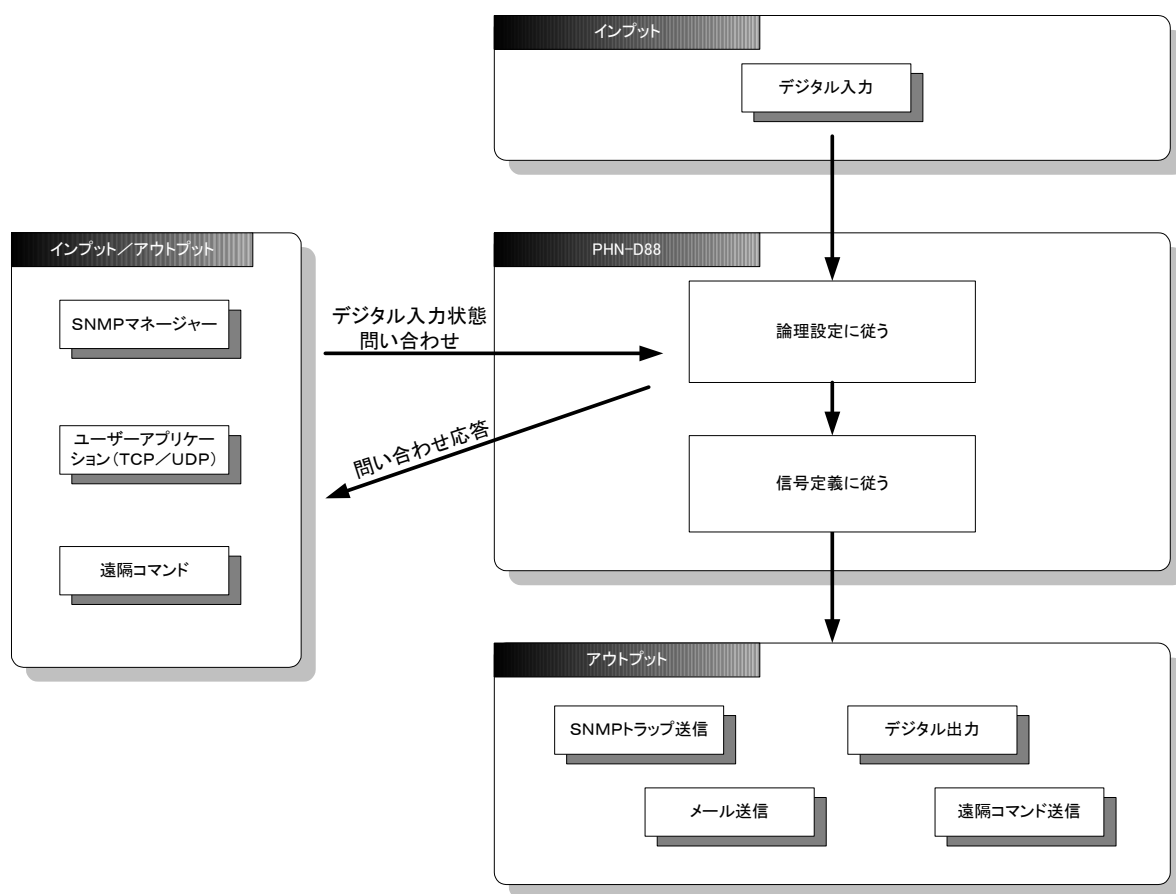 インプット
デジタル入力
インプット／アウトプット
SNMPマネージャー
ユーザーアプリケー
ション（TCP／UDP）
遠隔コマンド
デジタル入力状態
問い合わせ
問い合わせ応答
PHN-D88
論理設定に従う
信号定義に従う
アウトプット
SNMPトラップ送信
デジタル出力
メール送信
遠隔コマンド送信